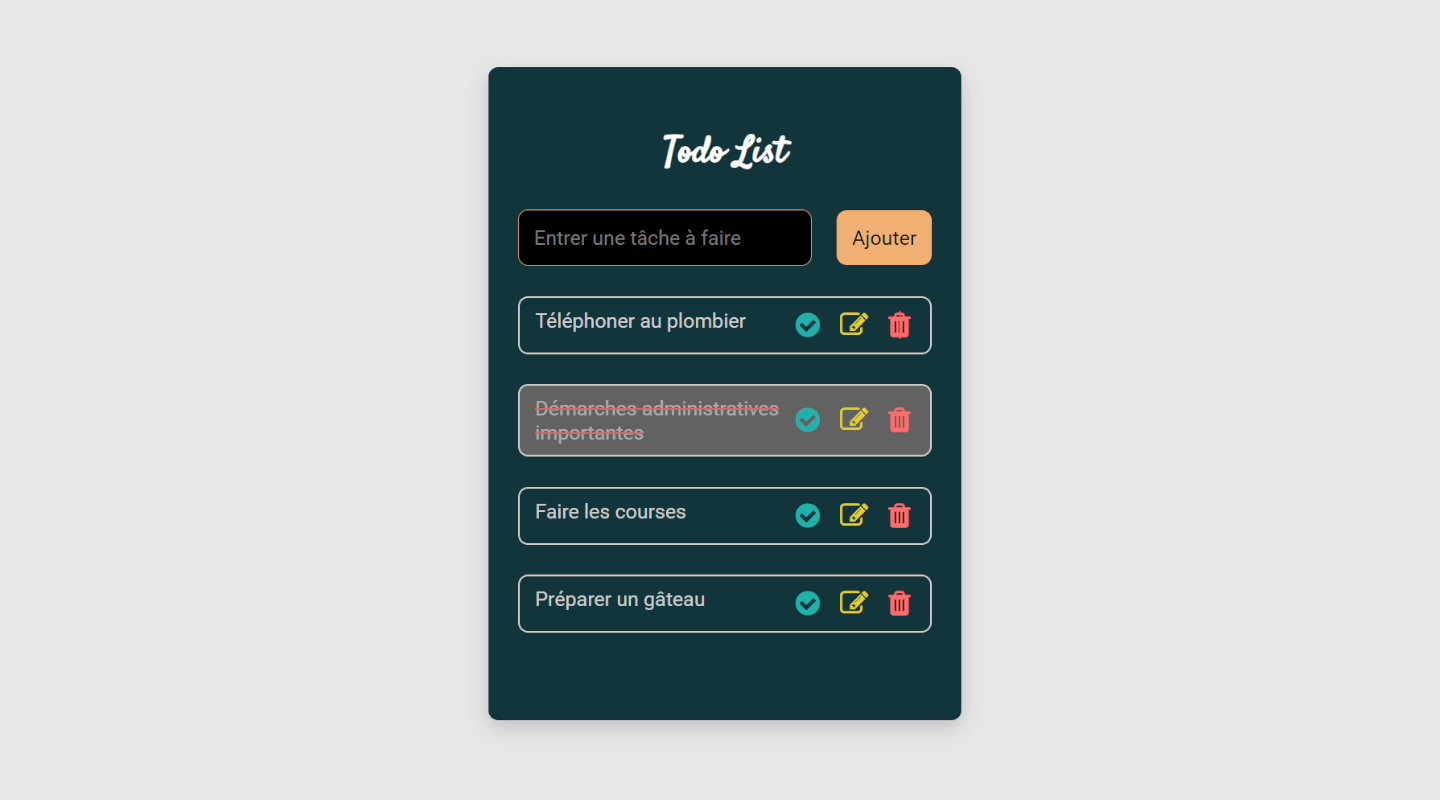 Todo List
Entrer une tâche à faire
Ajouter
Téléphoner au plombier
Démarches administratives
importantes
Faire les courses
Préparer un gâteau